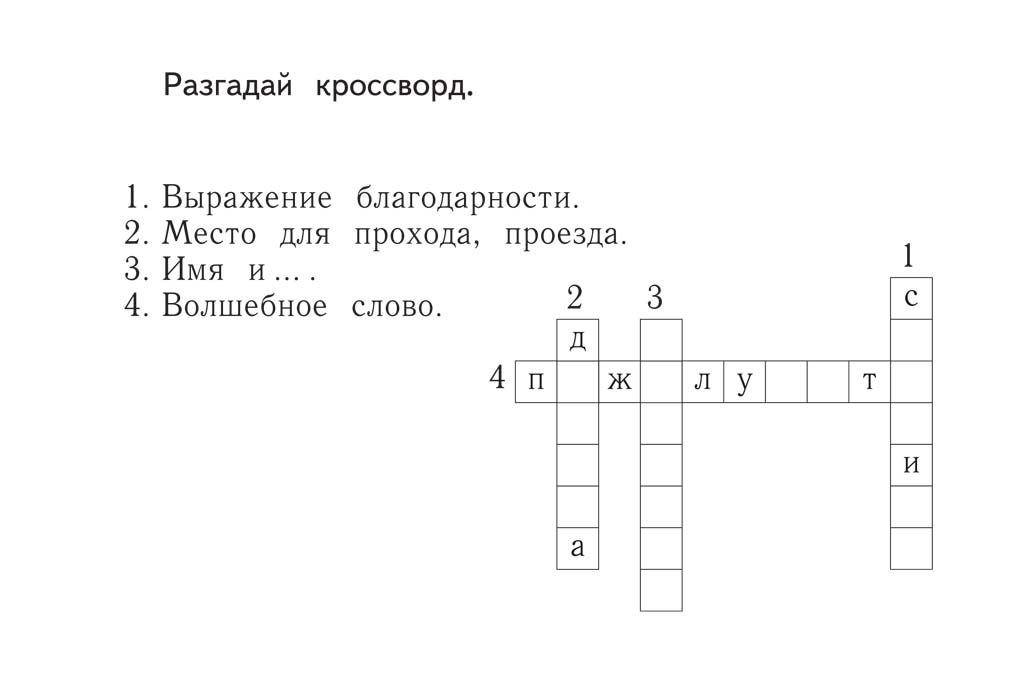 Разгадай кроссворд.
1. Выражение благодарности.
2. Место для прохода, проезда.
3. Имя и ... .
4. Волшебное слово.
1
2 3 с
д
4 п ж л у т
и
а